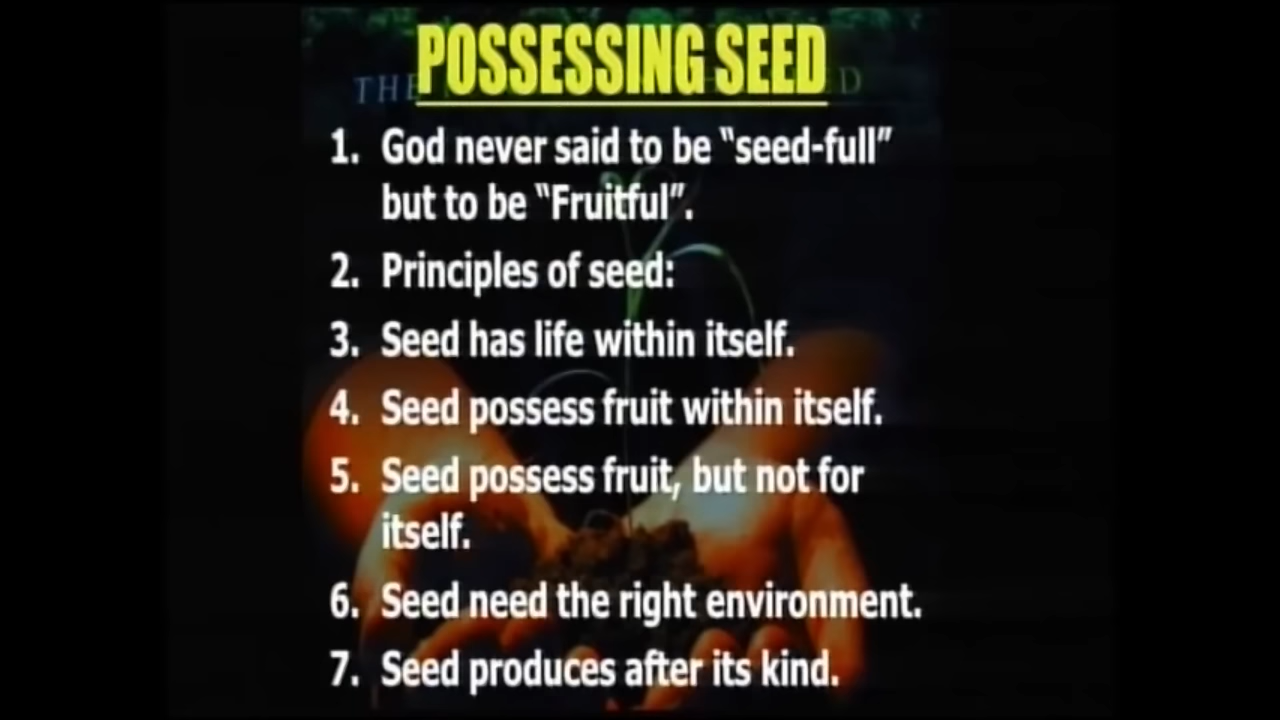 POSSESSING SEED
THE D
1. God never said to be “seed-full”
but to be “Fruitful”.
2. Principles of seed:
3. Seed has life within itself.
4. Seed possess fruit within itself.
5. Seed possess fruit, but not for
itself.
6. Seed need the right environment.
7. Seed produces after its kind.